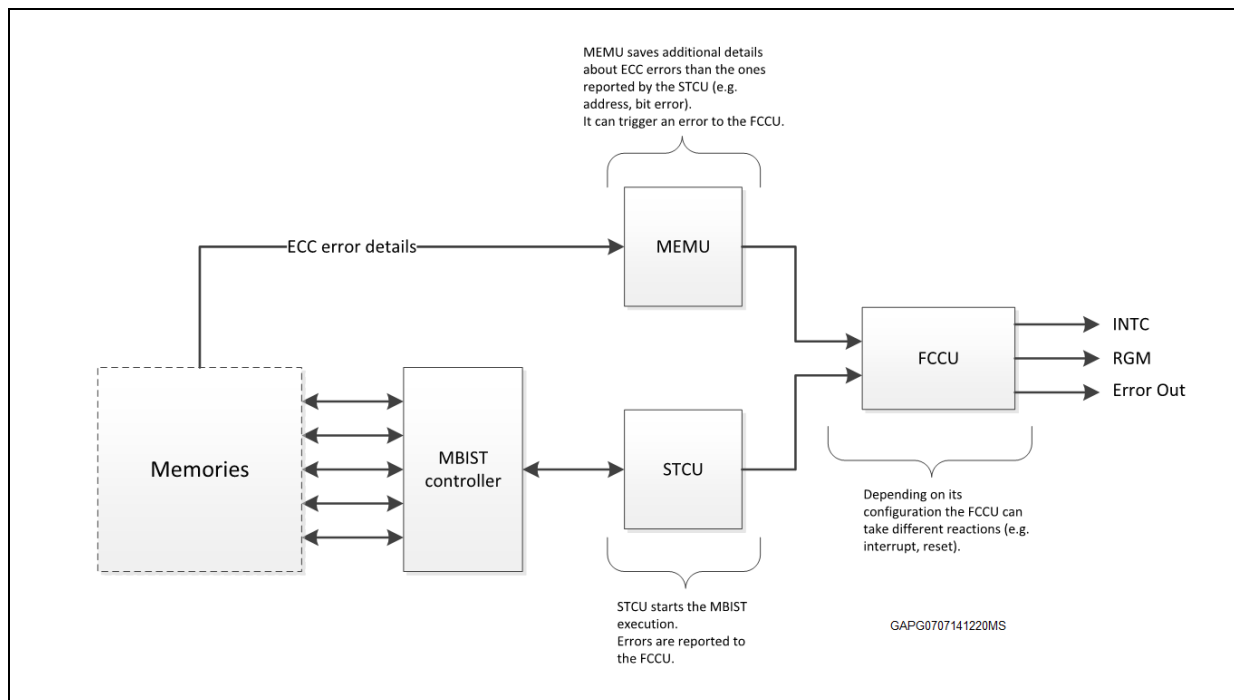 MEMU saves additional details
about ECC errors than the ones
reported by the STCU (e.g.
address, bit error).
It can trigger an error to the FCCU.
ECC error details
MEMU
FCCU
INTC
RGM
Error Out
Memories
MBIST
controller
STCU
Depending on its
configuration the FCCU can
take different reactions (e.g.
interrupt, reset).
STCU starts the MBIST
execution.
Errors are reported to
the FCCU.
GAPG0707141220MS